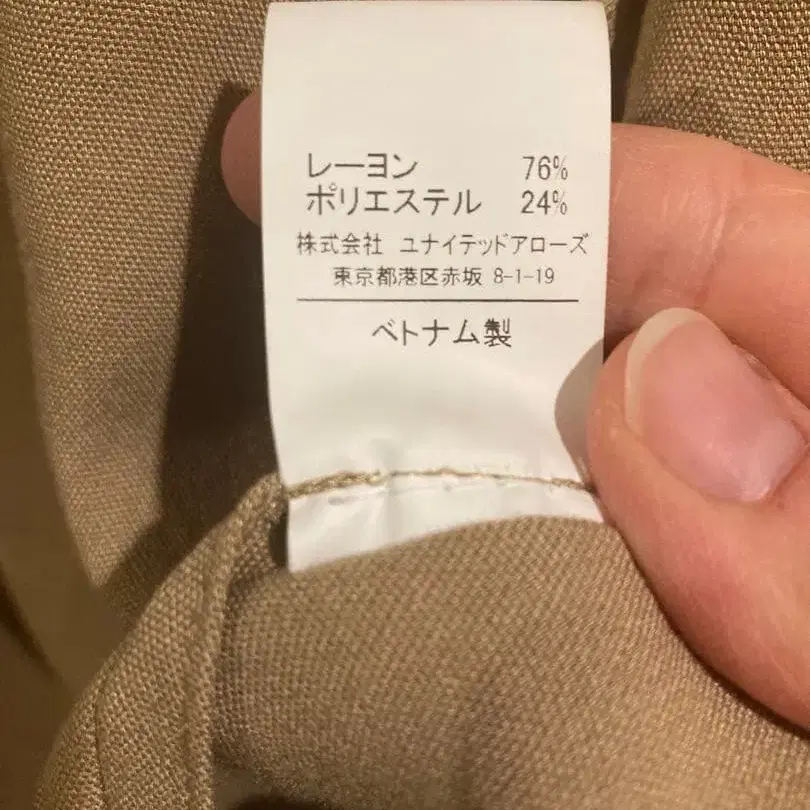 レーヨン 76%
ポリエステル 24%
株式会社 ユナイテッドアローズ
東京都港区赤坂 8-1-19
ベトナム製